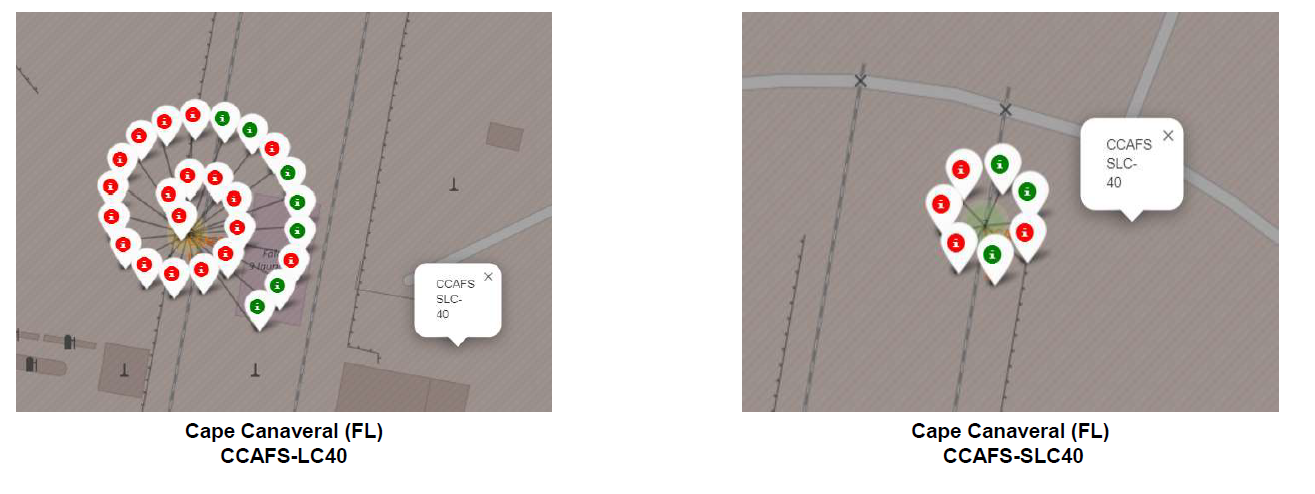 CCAFS
SLC-
40
Cape Canaveral (FL)
CCAFS-LC40
CCAFS
SLC-
40
Cape Canaveral (FL)
CCAFS-SLC40